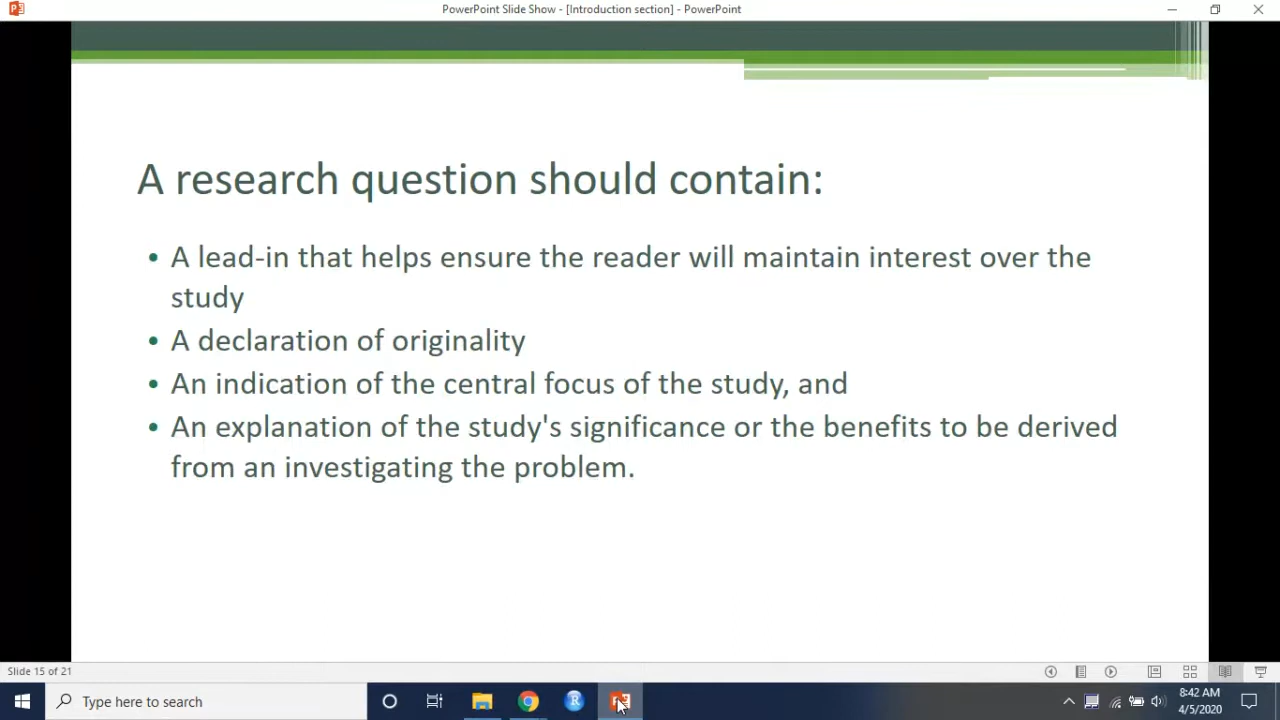 PowerPoint Slide Show - [Introduction section] - PowerPoint
A research question should contain:
• A lead-in that helps ensure the reader will maintain interest over the
study
• A declaration of originality
• An indication of the central focus of the study, and
• An explanation of the study's significance or the benefits to be derived
from an investigating the problem.
Slide 15 of 21
Type here to search
8:42 AM
4/5/2020